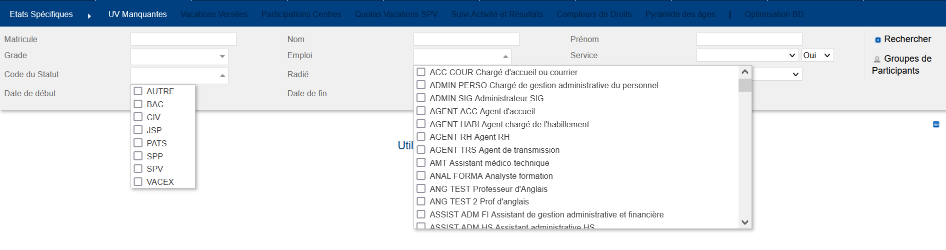 Etats Spécifiques UV Manquantes Vacations Versées Participations Centres Quotas Vacations SPV Suivi Activité et Résultats Compteurs de Droits Pyramide des âges | Optimisation BD
Matricule Nom Prénom Rechercher
Grade Emploi Service Oui Groupes de Participants
Code du Statut Radié
Date de début Date de fin
AUTRE
BAC
CIV
JSP
PATS
SPP
SPV
VACEX
ACC COUR Chargé d'accueil ou courrier
ADMIN PERSO Chargé de gestion administrative du personnel
ADMIN SIG Administrateur SIG
AGENT ACC Agent d'accueil
AGENT HABI Agent chargé de l'habillement
AGENT RH Agent RH
AGENT TRS Agent de transmission
AMT Assistant médico technique
ANAL FORMA Analyste formation
ANG TEST Professeur d'Anglais
ANG TEST 2 Prof d'anglais
ASSIST ADM FI Assistant de gestion administrative et financière
ASSIST ADM HS Assistant administrative HS
Util